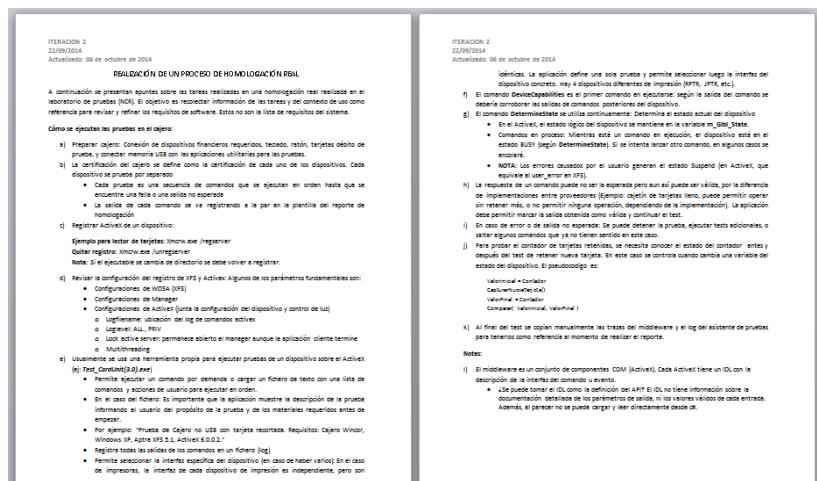 ITERACION 2
22/09/2014
Actualizado: 06 de octubre de 2014
REALIZACIÓN DE UN PROCESO DE HOMOLOGACIÓN REAL
A continuación se presentan apuntes sobre las tareas realizadas en una homologación real realizada en el
laboratorio de pruebas (NCR). El objetivo es recolectar información de las tareas y del contexto de uso como
referencia para revisar y refinar los requisitos de software. Estos no son la lista de requisitos del sistema.
Cómo se ejecutan las pruebas en el cajero:
a) Preparar cajero: Conexión de dispositivos financieros requeridos, teclado, ratón, tarjetas débito de
prueba, y conectar memoria USB con las aplicaciones utilitarias para las pruebas.
b) La certificación del cajero se define como la certificación de cada uno de los dispositivos. Cada
dispositivo se prueba por separado
• Cada prueba es una secuencia de comandos que se ejecutan en orden hasta que se
encuentre una falla o una salida no esperada
• La salida de cada comando se va registrando a la par en la plantilla del reporte de
homologación
c) Registrar ActiveX de un dispositivo:
Ejemplo para lector de tarjetas: Xmcrw.exe /regserver
Quitar registro: Xmcrw.exe /unregserver
Nota: Si el ejecutable se cambia de directorio se debe volver a registrar.
d) Revisar la configuración del registro de XFS y Activex: Algunos de los parámetros fundamentales son:
• Configuraciones de WOSA (XFS)
• Configuraciones de Manager
• Configuraciones de ActiveX (junta la configuración del dispositivo y control de luz)
o Logfilename: ubicación del log de comandos activex
o Loglevel: ALL, PRIV
o Lock active server: permanece abierto el manager aunque la aplicación cliente termine
o Multithreading
e) Usualmente se usa una herramienta propia para ejecutar pruebas de un dispositivo sobre el ActiveX
(ej: Test_CardUnit(3.0).exe)
• Permite ejecutar un comando por demanda o cargar un fichero de texto con una lista de
comandos y acciones de usuario para ejecutar en orden.
• En el caso del fichero: Es importante que la aplicación muestre la descripción de la prueba
informando al usuario del propósito de la prueba y de los materiales requeridos antes de
empezar.
• Por ejemplo: "Prueba de Cajero no USB con tarjeta recortada. Requisitos: Cajero Wincor,
Windows XP, Aptra XFS 5.1, ActiveX 6.0.0.2."
• Registra todas las salidas de los comandos en un fichero (log)
• Permite seleccionar la interfaz específica del dispositivo (en caso de haber varios): En el caso
de impresoras, la interfaz de cada dispositivo de impresión es independiente, pero son
ITERACION 2
22/09/2014
Actualizado: 06 de octubre de 2014
idénticas. La aplicación define una sola prueba y permite seleccionar luego la interfaz del
dispositivo concreto. Hay 4 dispositivos diferentes de impresión (RPTR, JPTR, etc.).
f) El comando DeviceCapabilities es el primer comando en ejecutarse: según la salida del comando se
debería corroborar las salidas de comandos posteriores del dispositivo.
g) El comando DetermineState se utiliza continuamente: Determina el estado actual del dispositivo
• En el ActiveX, el estado lógico del dispositivo se mantiene en la variable m_Gibl_State.
• Comandos en proceso: Mientras está un comando en ejecución, el dispositivo está en
estado BUSY (según DetermineState). Si se intenta lanzar otro comando, en algunos casos se
encolará.
• NOTA: Los errores causados por el usuario generan el estado Suspend (en ActiveX, que
equivale al user_error en XFS).
h) La respuesta de un comando puede no ser la esperada pero aun así puede ser válida, por la diferencia
de implementaciones entre proveedores (Ejemplo: cajetín de tarjetas lleno, puede permitir operar
sin retener más, o no permitir ninguna operación, dependiendo de la implementación). La aplicación
debe permitir marcar la salida obtenida como válida y continuar el test.
i) En caso de error o de salida no esperada: Se puede detener la prueba, ejecutar tests adicionales, o
saltar algunos comandos que ya no tienen sentido en este caso.
j) Para probar el contador de tarjetas retenidas, se necesita conocer el estado del contador antes y
después del test de retener nueva tarjeta. En este caso se controla cuando cambia una variable del
estado del dispositivo. El pseudocódigo es:
ValorInicial = Contador
CapturarNuevaTarjeta()
ValorFinal = Contador
Comparar( ValorInicial, ValorFinal )
k) Al final del test se copian manualmente las trazas del middleware y el log del asistente de pruebas
para tenerlos como referencia al momento de realizar el reporte.
Notas:
l) El middleware es un conjunto de componentes COM (ActiveX). Cada ActiveX tiene un IDL con la
descripción de la interfaz del comando u evento.
• ¿Se puede tomar el IDL como la definición del API? El IDL no tiene información sobre la
documentación detallada de los parámetros de salida, ni los valores válidos de cada entrada.
Además, al parecer no se puede cargar y leer directamente desde c#.